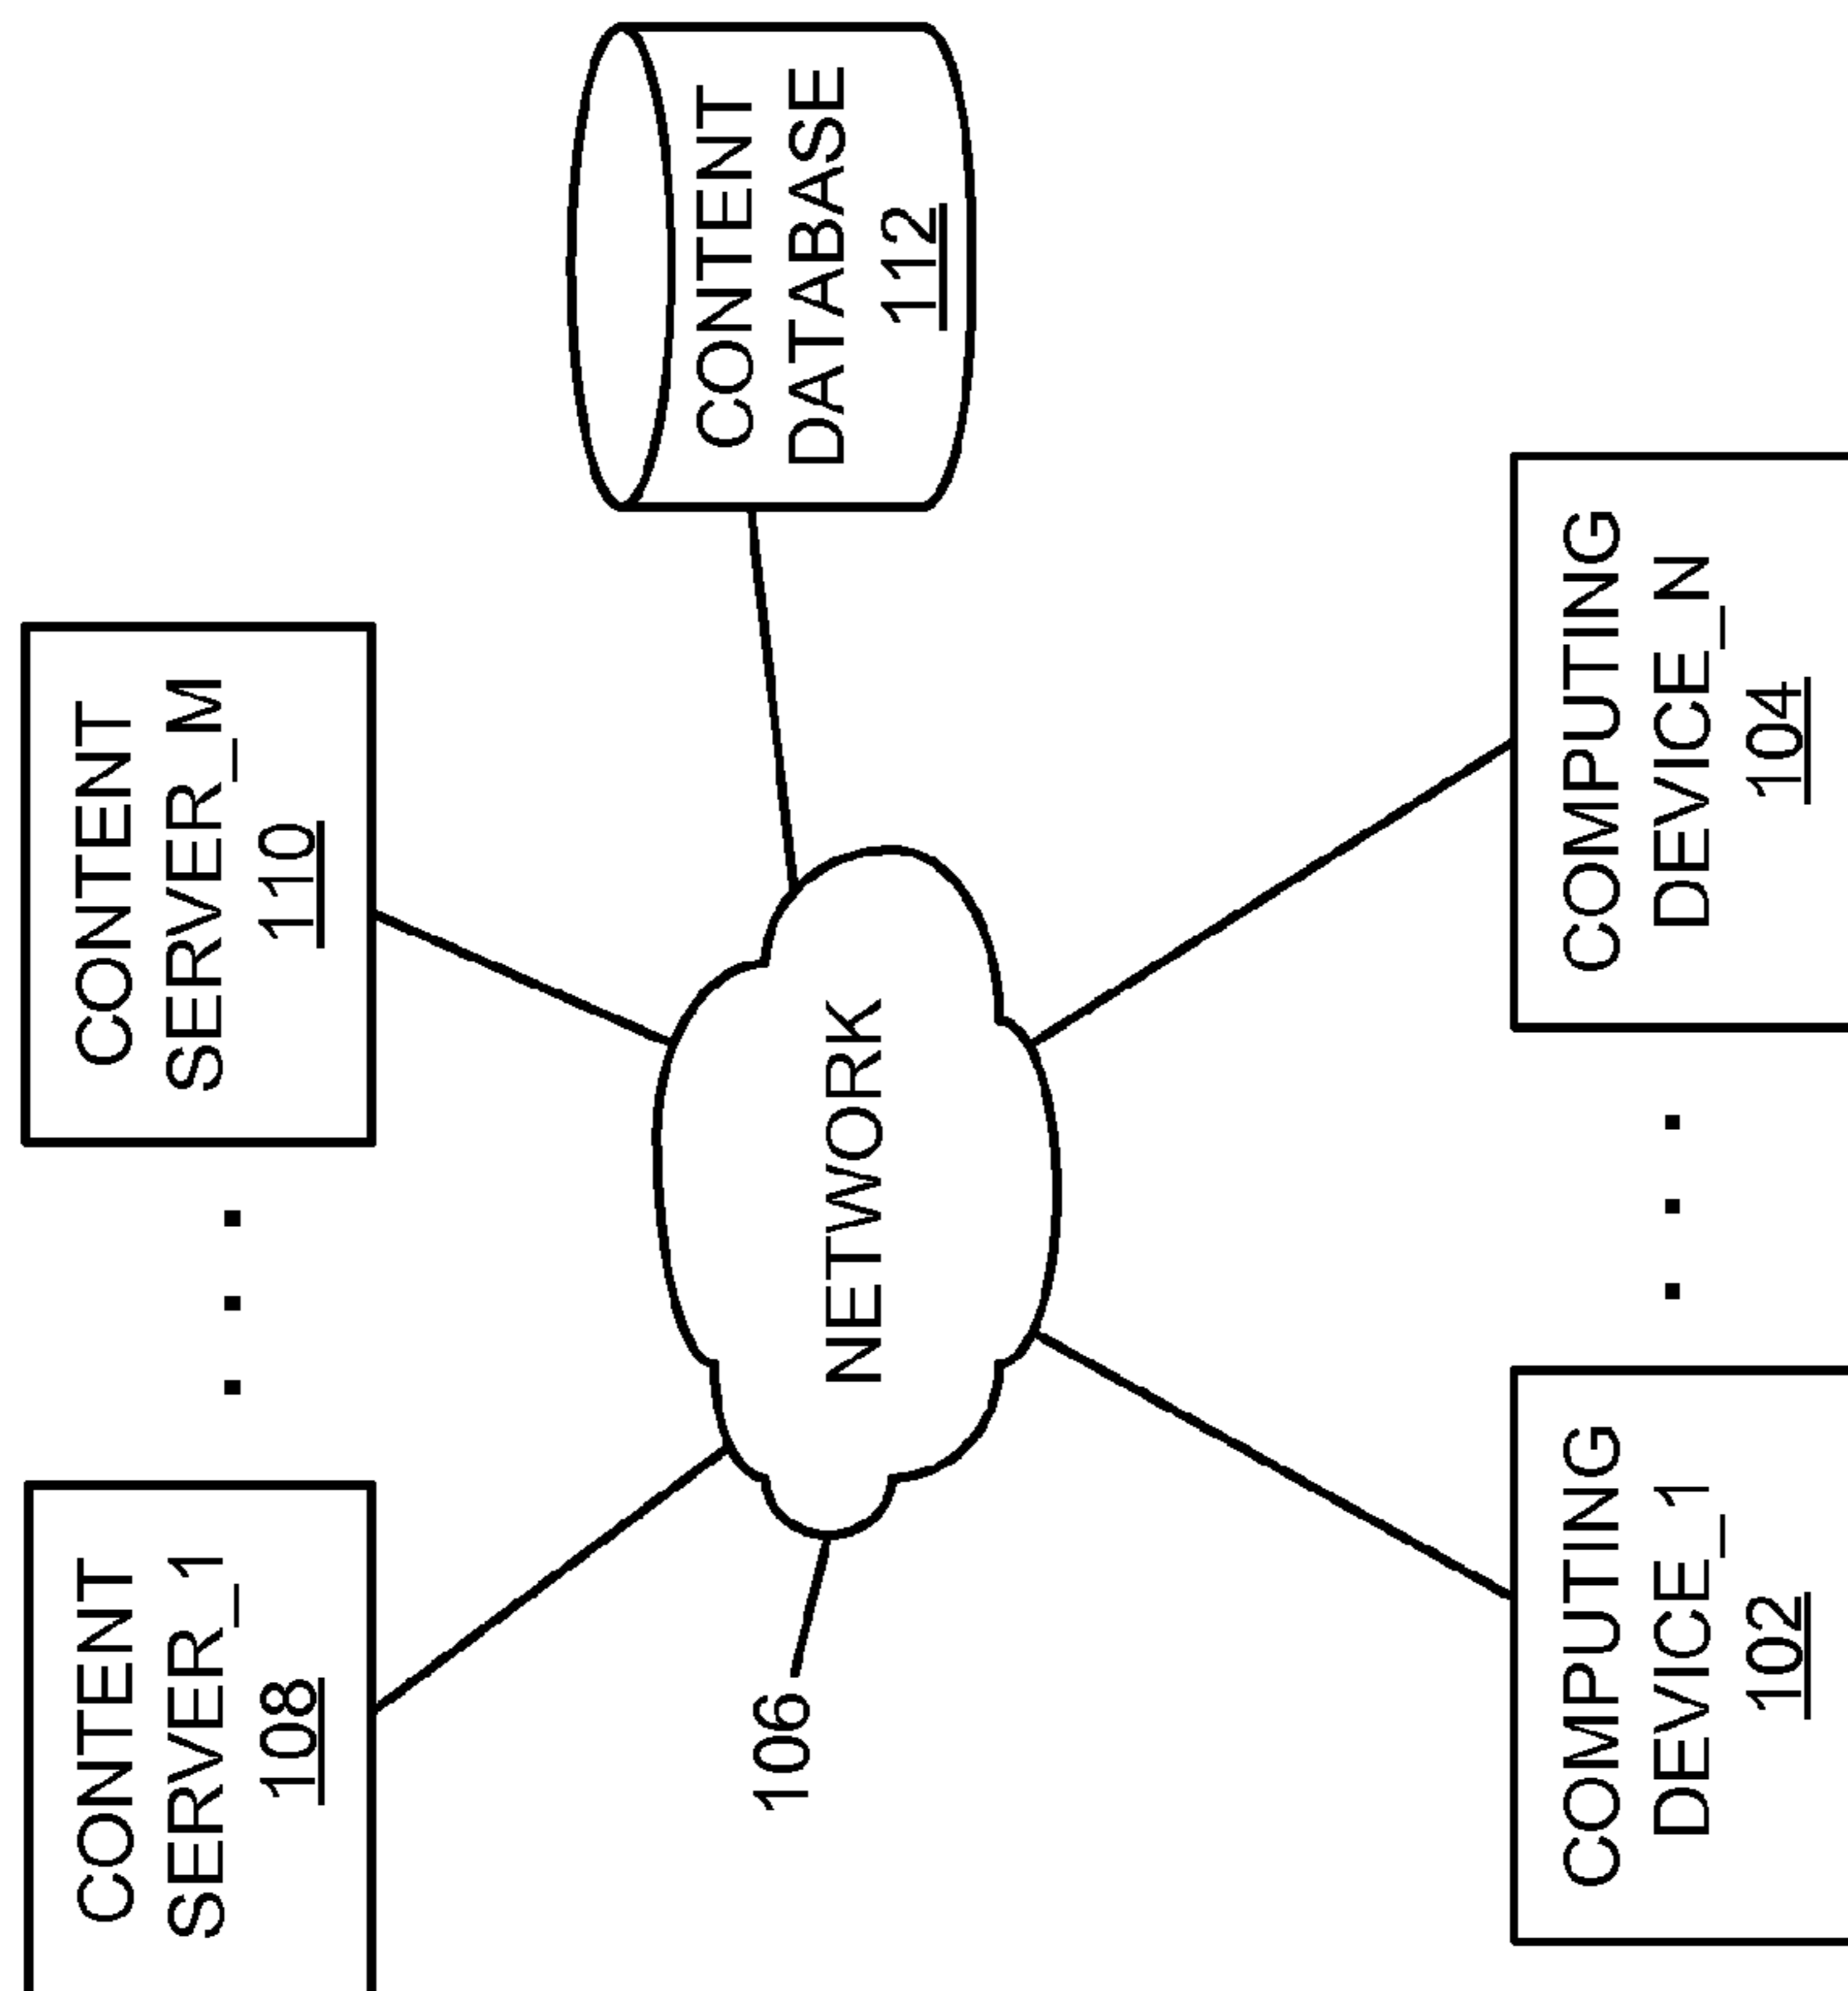 CONTENT
SERVER_1
108
CONTENT
SERVER_M
110
CONTENT
DATABASE
112
NETWORK
106
COMPUTING
DEVICE_1
102
COMPUTING
DEVICE_N
104